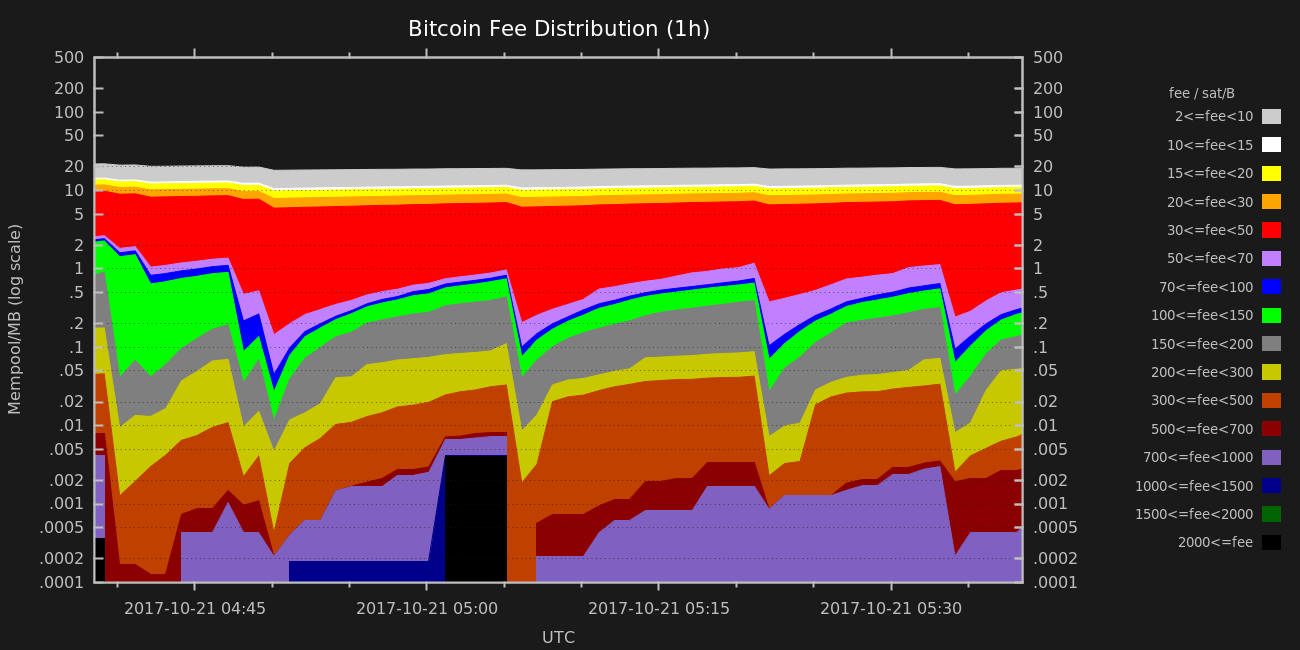 Bitcoin Fee Distribution (1h)
500 500
200 200
100 100
50 50
20 20
10 10
5 5
2 2
1 1
.5 .5
.2 .2
.1 .1
.05 .05
.02 .02
.01 .01
.005 .005
.002 .002
.001 .001
.0005 .0005
.0002 .0002
.0001 .0001
Mempool/MB (log scale)
2017-10-21 04:45 2017-10-21 05:00 2017-10-21 05:15 2017-10-21 05:30
UTC
fee / sat/B
2<=fee<10
10<=fee<15
15<=fee<20
20<=fee<30
30<=fee<50
50<=fee<70
70<=fee<100
100<=fee<150
150<=fee<200
200<=fee<300
300<=fee<500
500<=fee<700
700<=fee<1000
1000<=fee<1500
1500<=fee<2000
2000<=fee